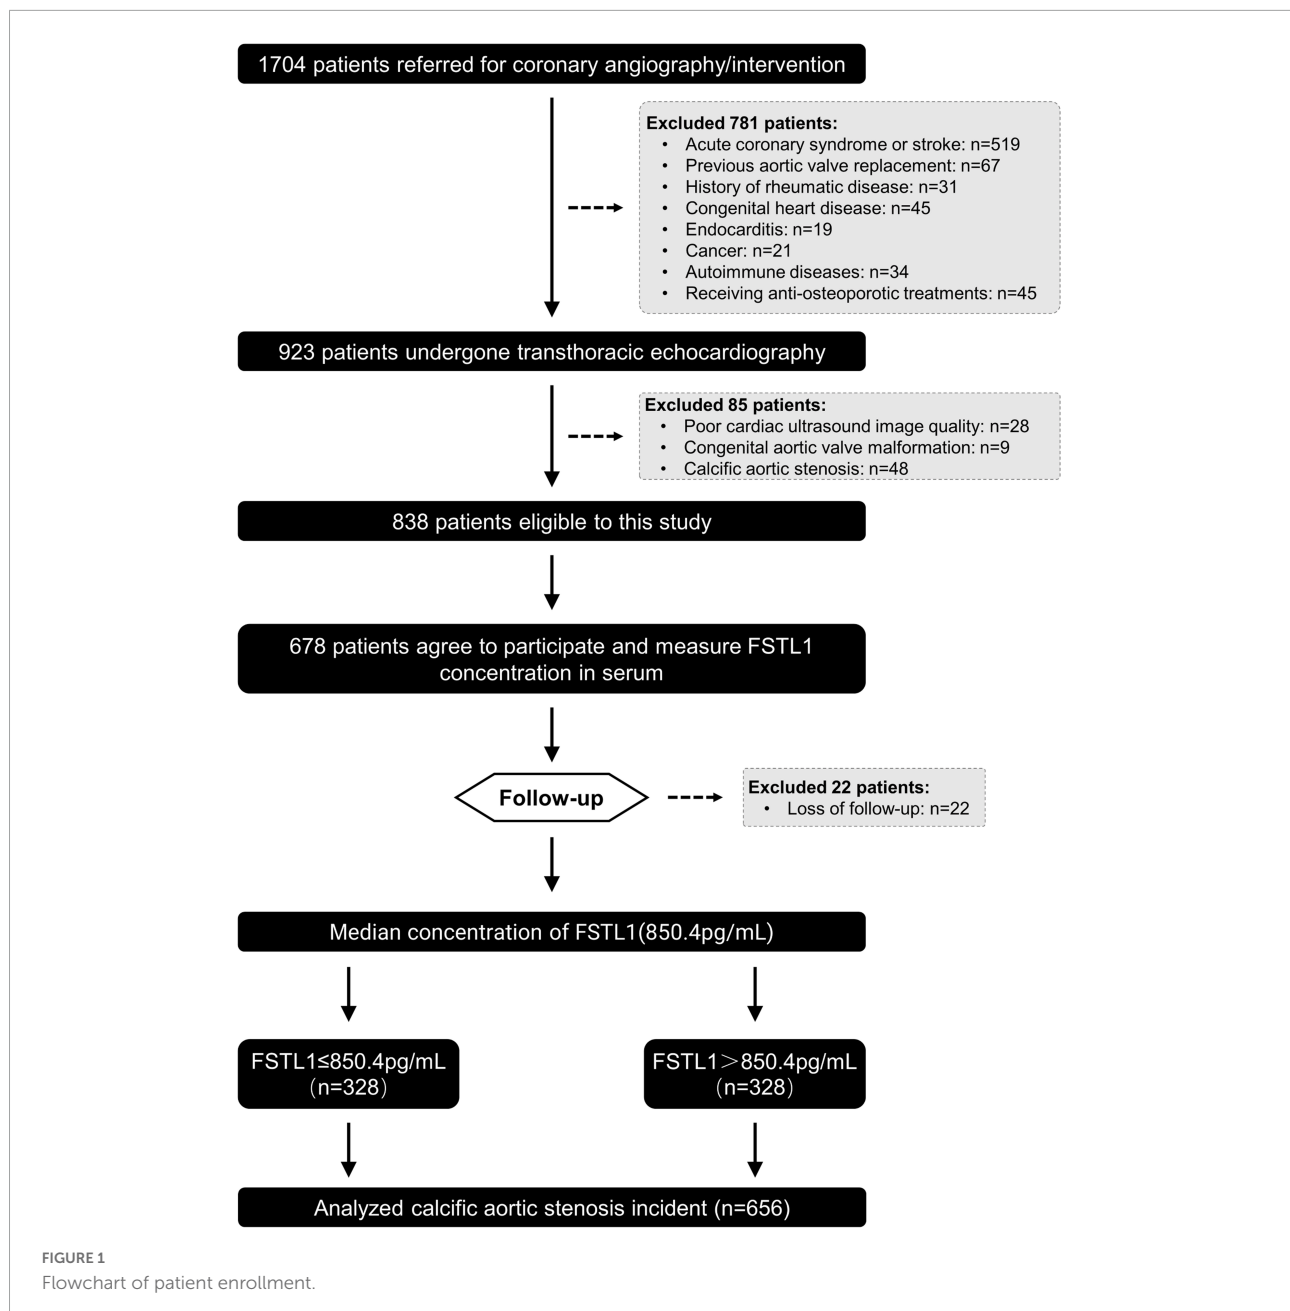 1704 patients referred for coronary angiography/intervention
Excluded 781 patients:
• Acute coronary syndrome or stroke: n=519
• Previous aortic valve replacement: n=67
• History of rheumatic disease: n=31
• Congenital heart disease: n=45
• Endocarditis: n=19
• Cancer: n=21
• Autoimmune diseases: n=34
• Receiving anti-osteoporotic treatments: n=45
923 patients undergone transthoracic echocardiography
Excluded 85 patients:
• Poor cardiac ultrasound image quality: n=28
• Congenital aortic valve malformation: n=9
• Calcific aortic stenosis: n=48
838 patients eligible to this study
678 patients agree to participate and measure FSTL1
concentration in serum
Follow-up
Excluded 22 patients:
• Loss of follow-up: n=22
Median concentration of FSTL1(850.4pg/mL)
FSTL1≤850.4pg/mL
（n=328）
FSTL1＞850.4pg/mL
（n=328）
Analyzed calcific aortic stenosis incident (n=656)
FIGURE 1
Flowchart of patient enrollment.